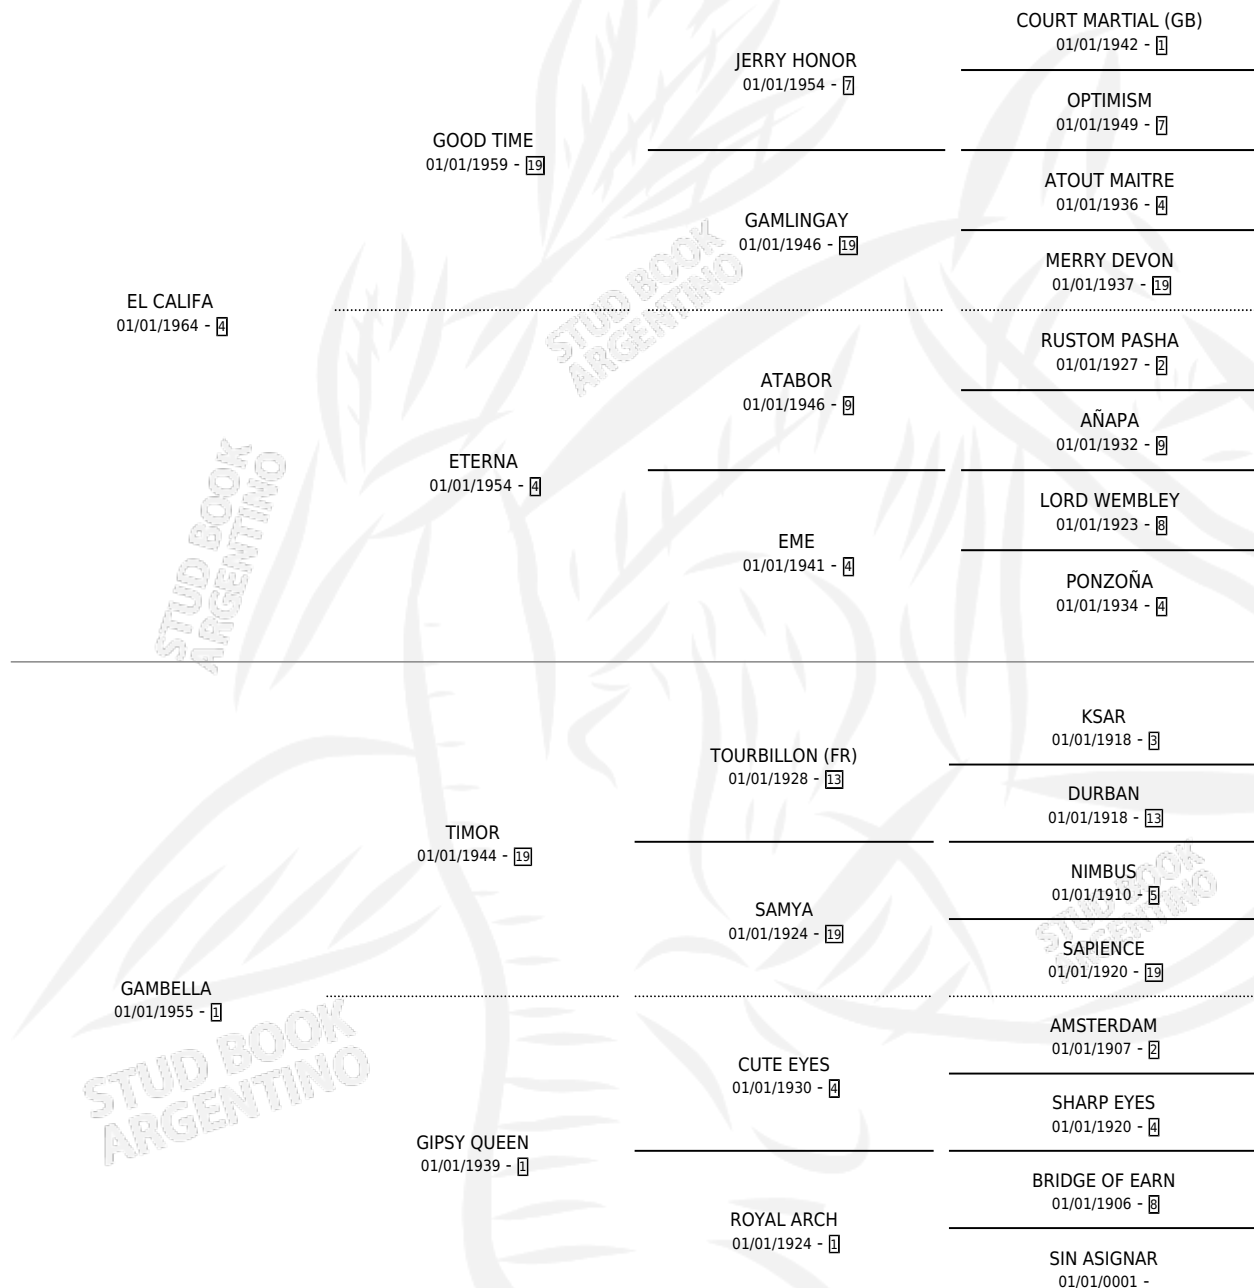 COURT MARTIAL (GB)
01/01/1942 - 1
JERRY HONOR
01/01/1954 - 7
OPTIMISM
01/01/1949 - 7
GOOD TIME
01/01/1959 - 19
ATOUT MAITRE
01/01/1936 - 4
GAMLINGAY
01/01/1946 - 19
MERRY DEVON
01/01/1937 - 19
EL CALIFA
01/01/1964 - 4
STUD BOOK
ARGENTINO
RUSTOM PASHA
01/01/1927 - 2
ATABOR
01/01/1946 - 9
AÑAPA
01/01/1932 - 9
ETERNA
01/01/1954 - 4
LORD WEMBLEY
01/01/1923 - 8
EME
01/01/1941 - 4
PONZOÑA
01/01/1934 - 4
STUD BOOK
ARGENTINO
KSAR
01/01/1918 - 3
TOURBILLON (FR)
01/01/1928 - 13
DURBAN
01/01/1918 - 13
TIMOR
01/01/1944 - 19
NIMBUS
01/01/1910 - 5
SAMYA
01/01/1924 - 19
SAPIENCE
01/01/1920 - 19
STUD BOOK
ARGENTINO
GAMBELLA
01/01/1955 - 1
AMSTERDAM
01/01/1907 - 2
CUTE EYES
01/01/1930 - 4
SHARP EYES
01/01/1920 - 4
STUD BOOK
ARGENTINO
GIPSY QUEEN
01/01/1939 - 1
BRIDGE OF EARN
01/01/1906 - 8
ROYAL ARCH
01/01/1924 - 1
SIN ASIGNAR
01/01/0001 -